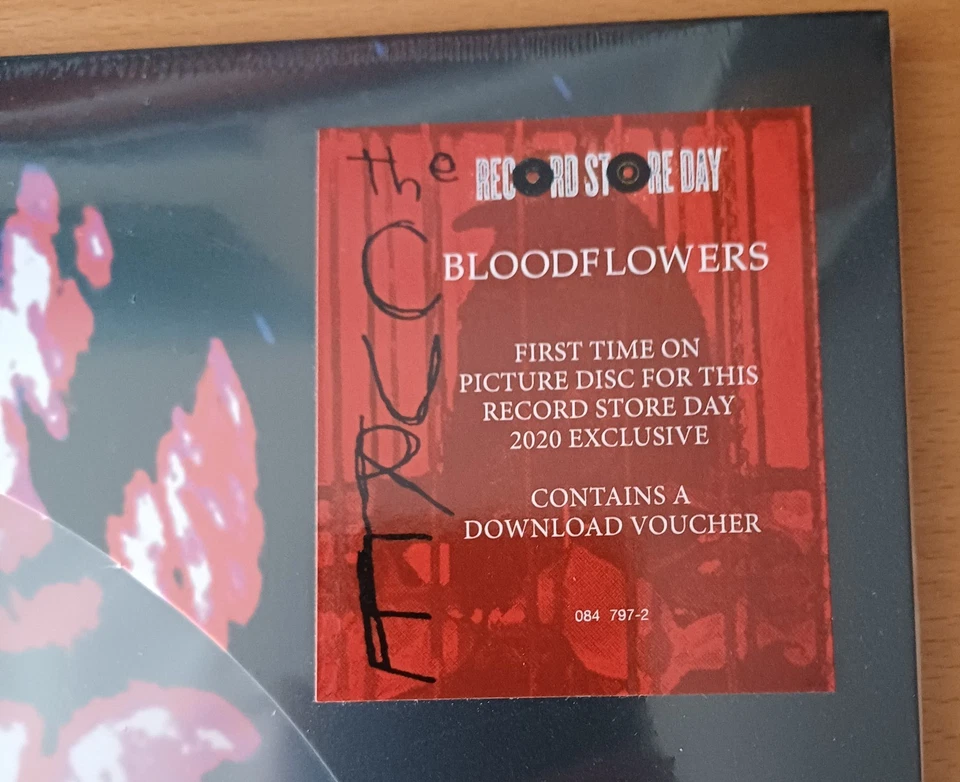 the
CURE
RECORD STORE DAY
BLOODFLOWERS
FIRST TIME ON
PICTURE DISC FOR THIS
RECORD STORE DAY
2020 EXCLUSIVE
CONTAINS A
DOWNLOAD VOUCHER
084 797-2